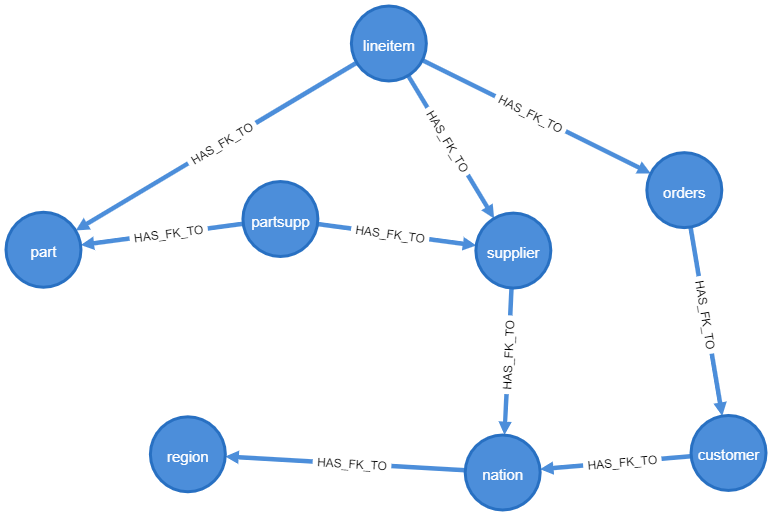 lineitem
HAS_FK_TO
HAS_FK_TO
HAS_FK_TO
orders
partsupp
part
HAS_FK_TO
HAS_FK_TO
supplier
HAS_FK_TO
HAS_FK_TO
region
HAS_FK_TO
nation
HAS_FK_TO
customer